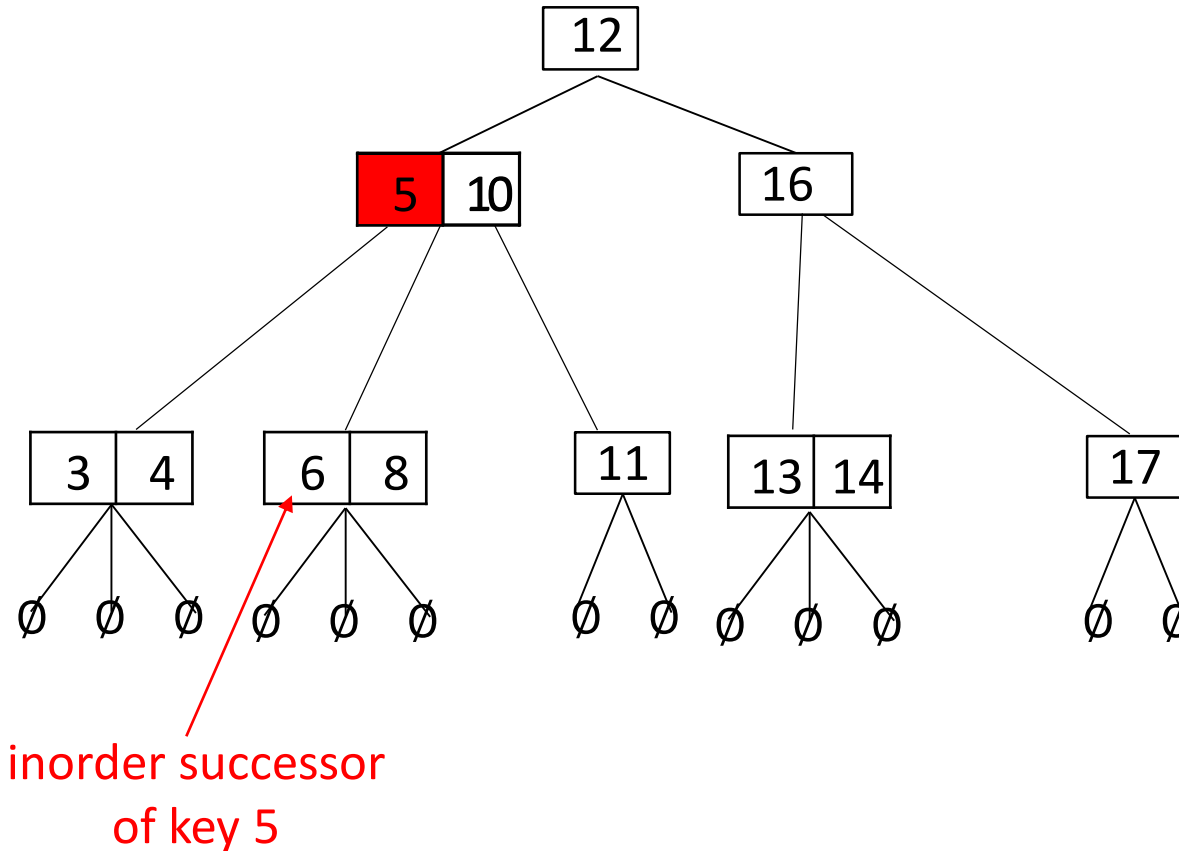 12
5 10 16
3 4 6 8 11 13 14 17
Ø Ø Ø Ø Ø Ø Ø Ø Ø Ø Ø Ø Ø
inorder successor
of key 5